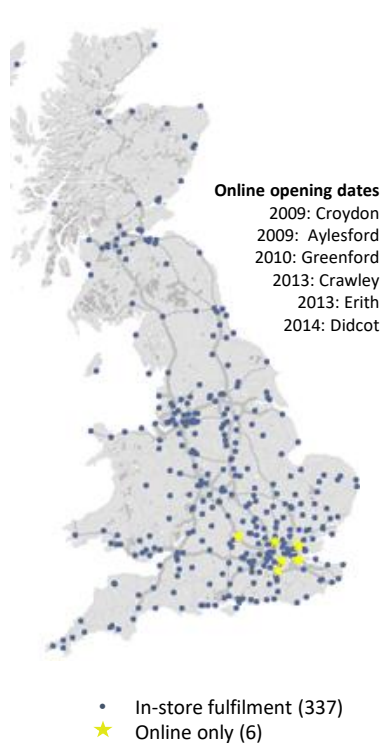 Online opening dates
2009: Croydon
2009: Aylesford
2010: Greenford
2013: Crawley
2013: Erith
2014: Didcot
In-store fulfilment (337)
Online only (6)